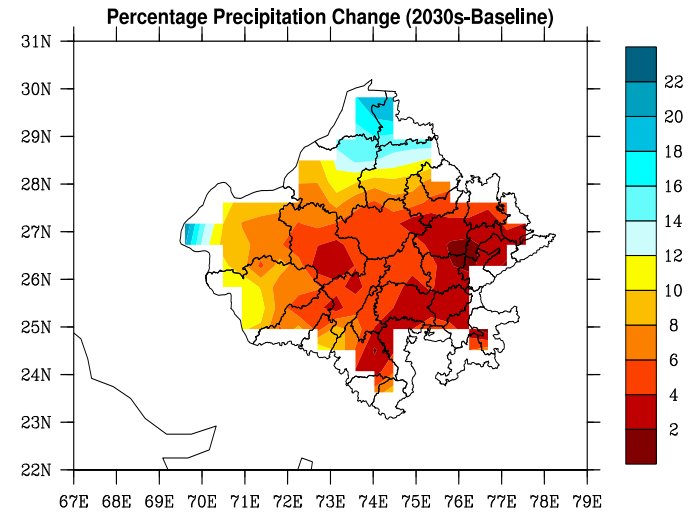 Percentage Precipitation Change (2030s-Baseline)
31N
30N
29N
28N
27N
26N
25N
24N
23N
22N
67E 68E 69E 70E 71E 72E 73E 74E 75E 76E 77E 78E 79E
22
20
18
16
14
12
10
8
6
4
2